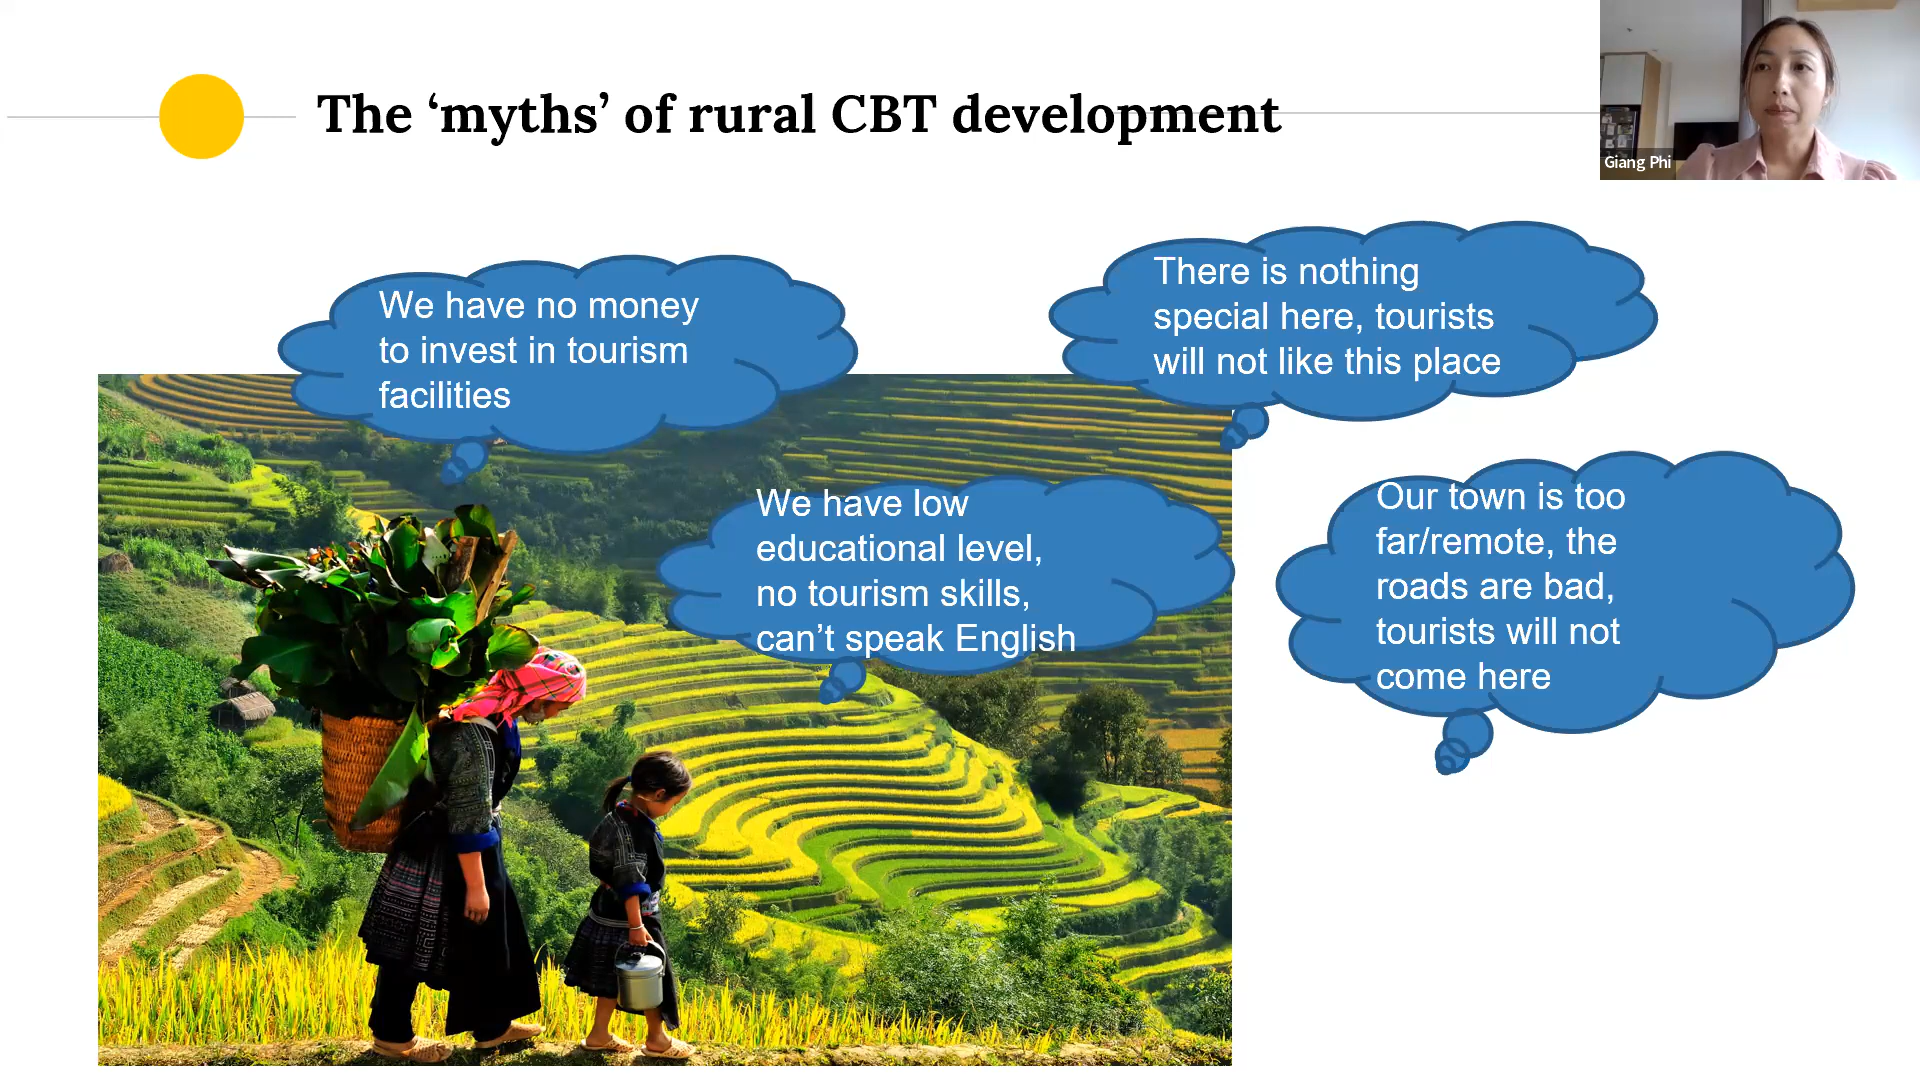 The ‘myths’ of rural CBT development
Giang Phi
We have no money
to invest in tourism
facilities
There is nothing
special here, tourists
will not like this place
We have low
educational level,
no tourism skills,
can’t speak English
Our town is too
far/remote, the
roads are bad,
tourists will not
come here